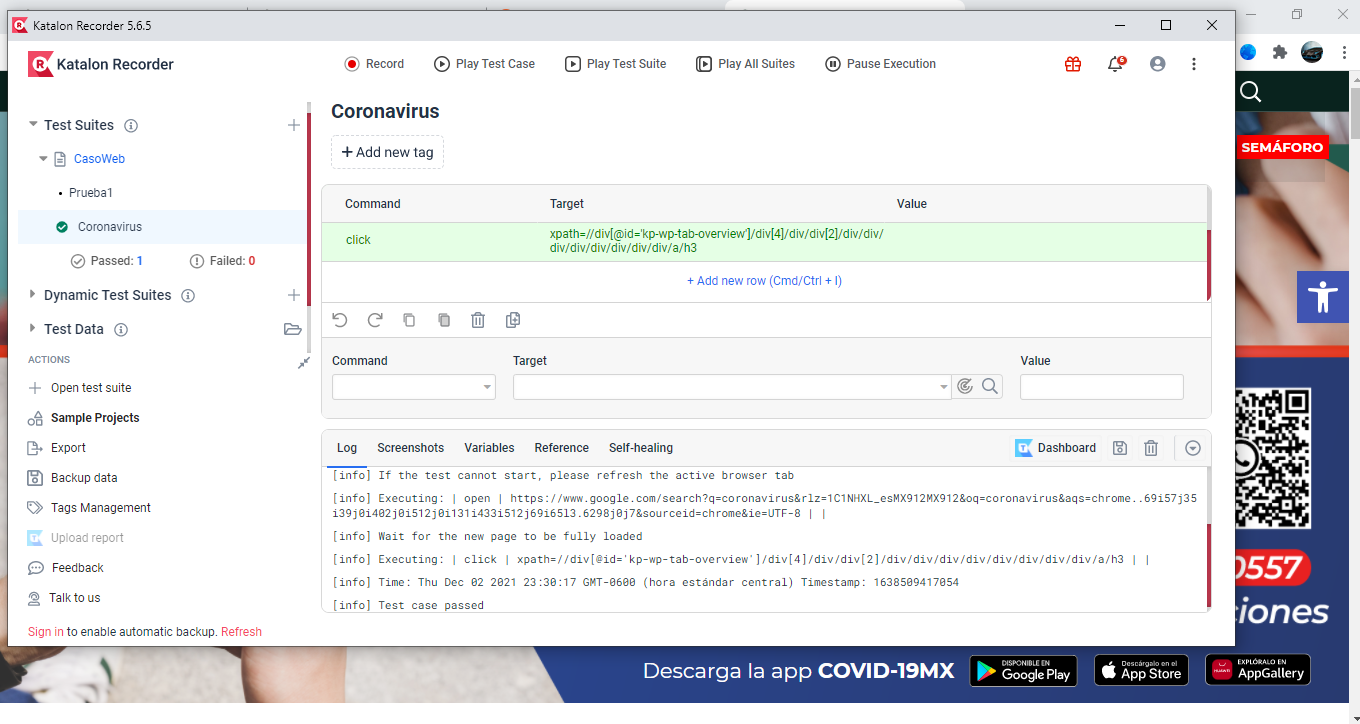 Katalon Recorder 5.6.5
Katalon Recorder
Record
Play Test Case
Play Test Suite
Play All Suites
Pause Execution
6
Test Suites
CasoWeb
Prueba1
Coronavirus
Passed: 1
Failed: 0
Dynamic Test Suites
Test Data
ACTIONS
Open test suite
Sample Projects
Export
Backup data
Tags Management
Upload report
Feedback
Talk to us
Sign in to enable automatic backup. Refresh
Coronavirus
+ Add new tag
Command Target Value
click
xpath=//div[@id='kp-wp-tab-overview']/div[4]/div/div[2]/div/div/
div/div/div/div/div/div/a/h3
+ Add new row (Cmd/Ctrl + I)
Command Target Value
Log Screenshots Variables Reference Self-healing Dashboard
[info] If the test cannot start, please refresh the active browser tab
[info] Executing: | open | https://www.google.com/search?q=coronavirus&rlz=1C1NHXL_esMX912MX912&oq=coronavirus&aqs=chrome..69i57j35
i39j0i402j0i512j0i131i433i512j69i65l3.6298j0j7&sourceid=chrome&ie=UTF-8 | |
[info] Wait for the new page to be fully loaded
[info] Executing: | click | xpath=//div[@id='kp-wp-tab-overview']/div[4]/div/div[2]/div/div/div/div/div/div/div/div/a/h3 | |
[info] Time: Thu Dec 02 2021 23:30:17 GMT-0600 (hora estándar central) Timestamp: 1638509417054
[info] Test case passed
SEMÁFORO
0557
ciones
Descarga la app COVID-19MX
DISPONIBLE EN
Google Play
Descárgalo en el
App Store
HUAWEI
EXPLÓRALO EN
AppGallery